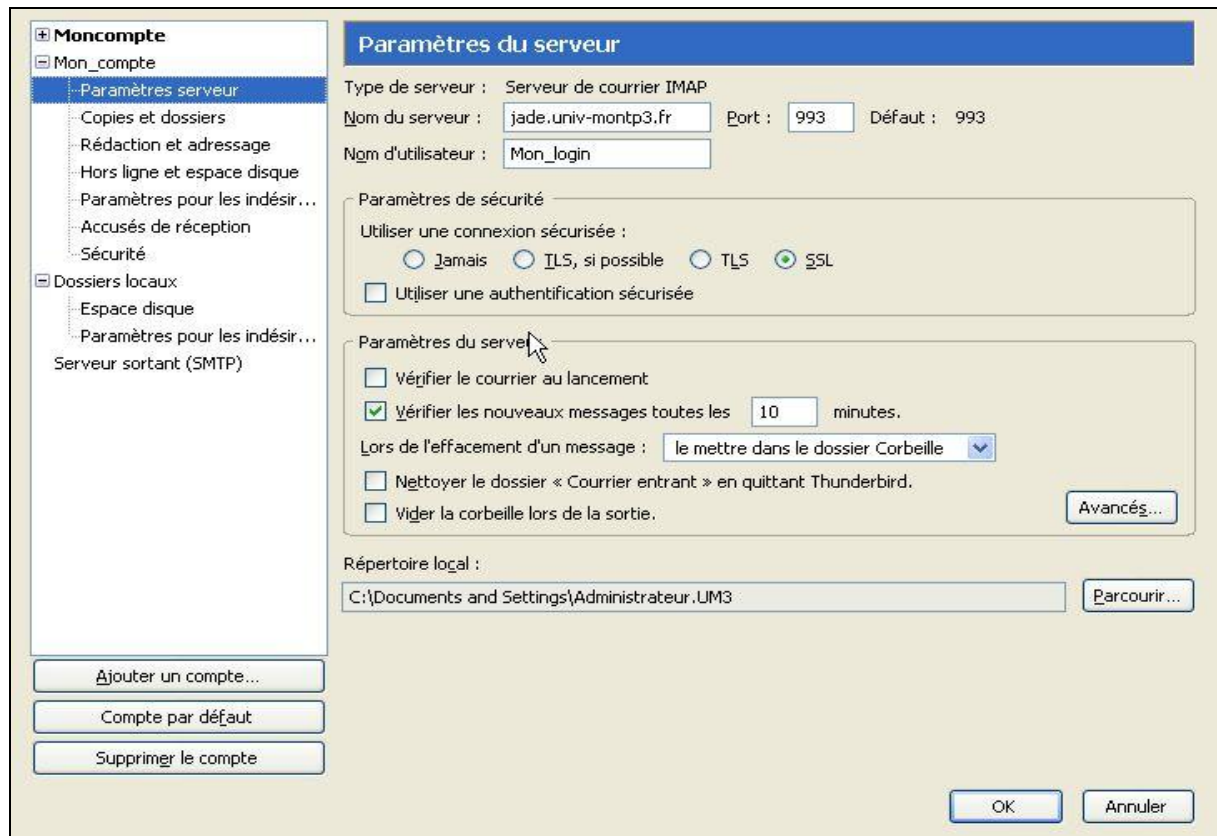 Moncompte
Mon_compte
Paramètres serveur
Copies et dossiers
Rédaction et adressage
Hors ligne et espace disque
Paramètres pour les indésir...
Accusés de réception
Sécurité
Dossiers locaux
Espace disque
Paramètres pour les indésir...
Serveur sortant (SMTP)
Ajouter un compte...
Compte par défaut
Supprimer le compte
Paramètres du serveur
Type de serveur : Serveur de courrier IMAP
Nom du serveur : jade.univ-montp3.fr Port : 993 Défaut : 993
Nom d'utilisateur : Mon_login
Paramètres de sécurité
Utiliser une connexion sécurisée :
Jamais TLS, si possible TLS SSL
Utiliser une authentification sécurisée
Paramètres du serveur
Vérifier le courrier au lancement
Vérifier les nouveaux messages toutes les 10 minutes.
Lors de l'effacement d'un message : le mettre dans le dossier Corbeille
Nettoyer le dossier « Courrier entrant » en quittant Thunderbird.
Vider la corbeille lors de la sortie.
Avancés...
Répertoire local :
C:\Documents and Settings\Administrateur.UM3 Parcourir...
OK Annuler